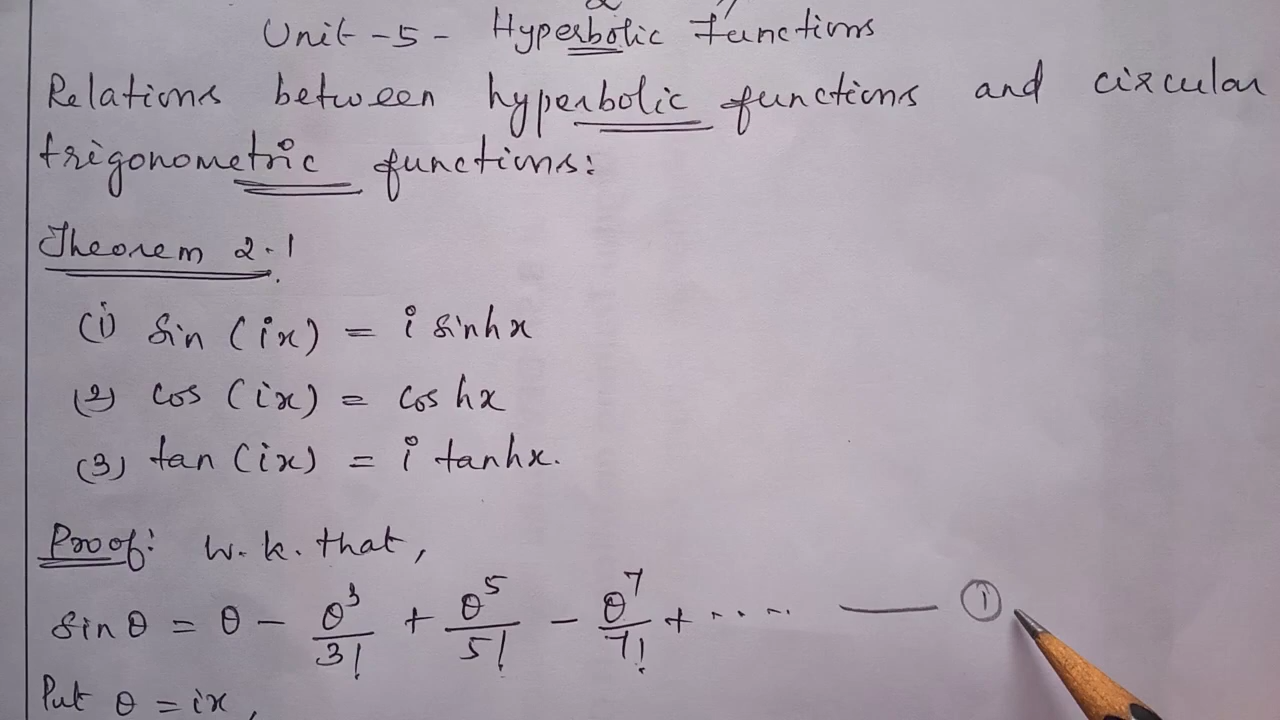 Unit - 5 - Hyperbolic Functions
Relations between hyperbolic functions and circular
trigonometric functions:
Theorem 2.1
(1) sin (ix) = i sinhx
(2) cos (ix) = coshx
(3) tan (ix) = i tanhx.
Proof: W.k. that,
sin θ = θ - θ³/3! + θ⁵/5! - θ⁷/7! + ..... —— ①
Put θ = ix,